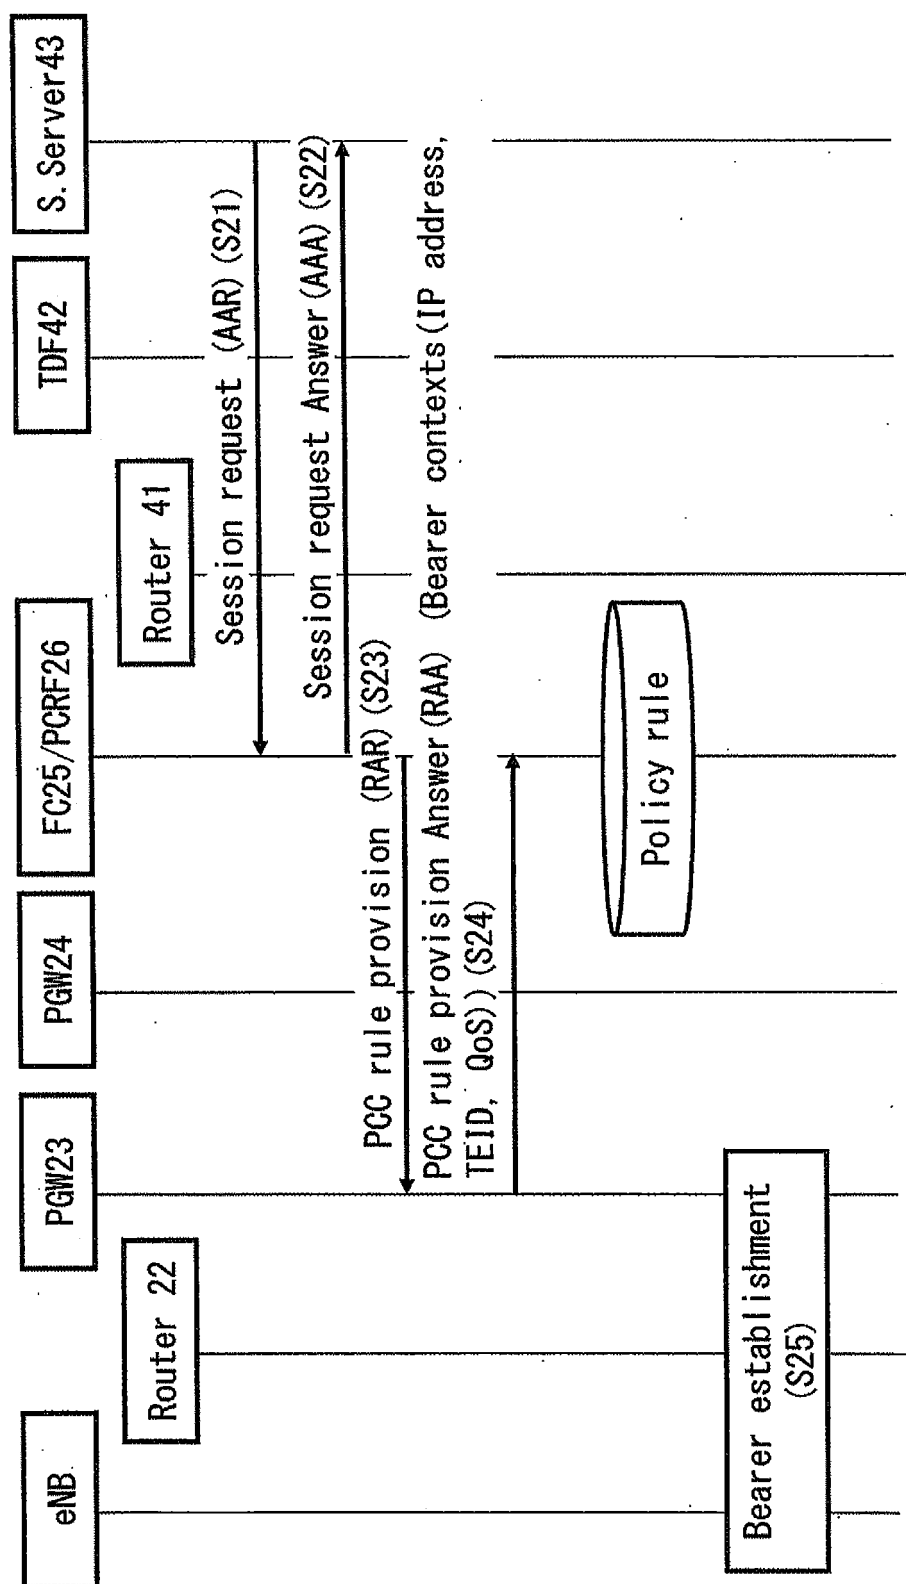 eNB
Router 22
PGW23
PGW24
FC25/PCRF26
Router 41
TDF42
S. Server43
Session request (AAR) (S21)
Session request Answer (AAA) (S22)
PCC rule provision (RAR) (S23)
PCC rule provision Answer (RAA) (Bearer contexts (IP address,
TEID, QoS)) (S24)
Policy rule
Bearer establishment
(S25)